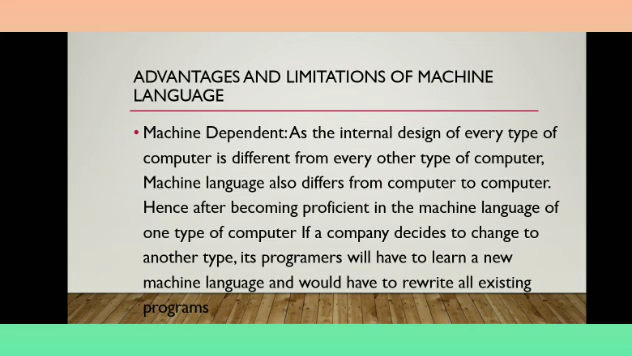 ADVANTAGES AND LIMITATIONS OF MACHINE
LANGUAGE
• Machine Dependent: As the internal design of every type of
computer is different from every other type of computer,
Machine language also differs from computer to computer.
Hence after becoming proficient in the machine language of
one type of computer If a company decides to change to
another type, its programers will have to learn a new
machine language and would have to rewrite all existing
programs